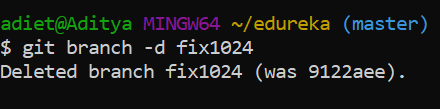 adiet@Aditya MINGW64 ~/edureka (master)
$ git branch -d fix1024
Deleted branch fix1024 (was 9122aee).